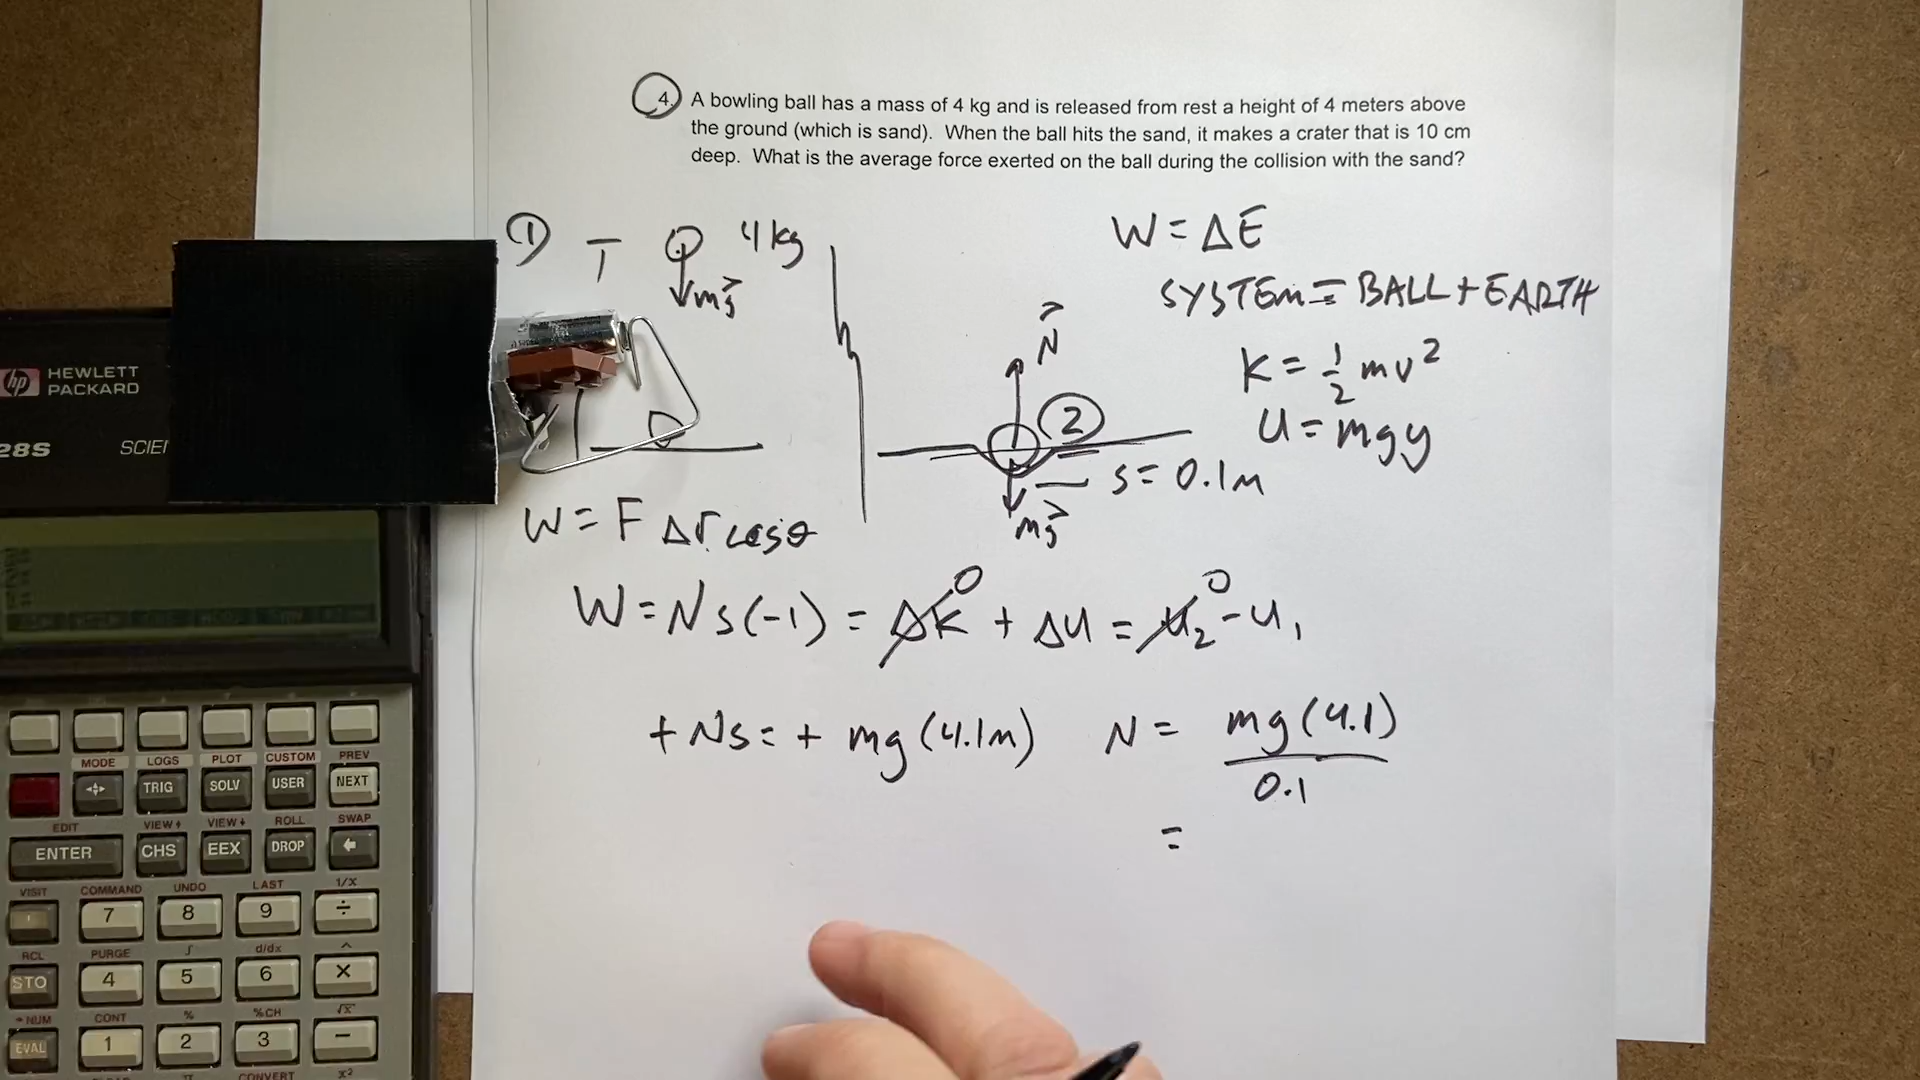 4. A bowling ball has a mass of 4 kg and is released from rest a height of 4 meters above
the ground (which is sand). When the ball hits the sand, it makes a crater that is 10 cm
deep. What is the average force exerted on the ball during the collision with the sand?
① 4 kg
mg⃗
W = ΔE
SYSTEM = BALL + EARTH
K = ½ mv²
U = mgy
N⃗
②
s = 0.1m
mg⃗
W = F Δr cos θ
W = Ns(-1) = ΔK 0 + ΔU = U₂ 0 - U₁
+ Ns = + mg (4.1m) N = mg (4.1) / 0.1
=
hp HEWLETT
PACKARD
28S SCIEN
MODE LOGS PLOT CUSTOM PREV
TRIG SOLV USER NEXT
EDIT VIEW↑ VIEW↓ ROLL SWAP
ENTER CHS EEX DROP ←
VISIT COMMAND UNDO LAST 1/X
7 8 9 ÷
RCL PURGE ∫ d/dx ^
STO 4 5 6 ×
→NUM CONT % %CH √x
EVAL 1 2 3 −
CONVERT x²